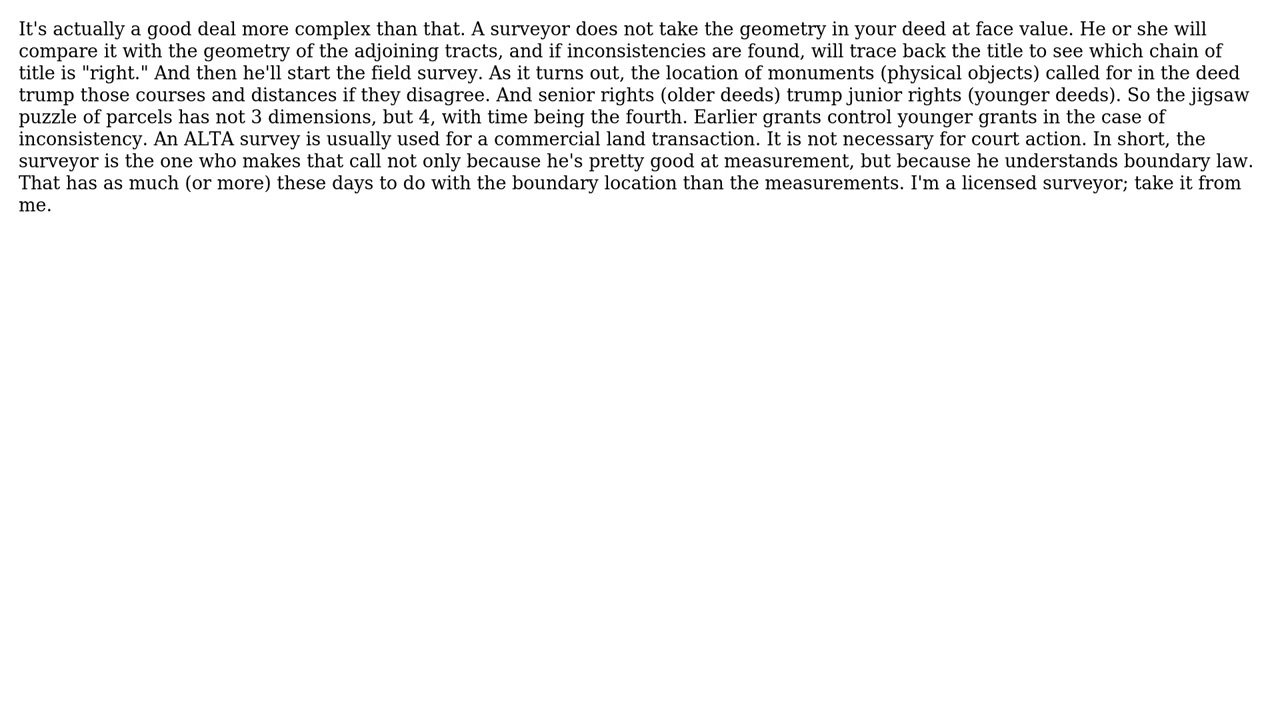 It's actually a good deal more complex than that. A surveyor does not take the geometry in your deed at face value. He or she will
compare it with the geometry of the adjoining tracts, and if inconsistencies are found, will trace back the title to see which chain of
title is "right." And then he'll start the field survey. As it turns out, the location of monuments (physical objects) called for in the deed
trump those courses and distances if they disagree. And senior rights (older deeds) trump junior rights (younger deeds). So the jigsaw
puzzle of parcels has not 3 dimensions, but 4, with time being the fourth. Earlier grants control younger grants in the case of
inconsistency. An ALTA survey is usually used for a commercial land transaction. It is not necessary for court action. In short, the
surveyor is the one who makes that call not only because he's pretty good at measurement, but because he understands boundary law.
That has as much (or more) these days to do with the boundary location than the measurements. I'm a licensed surveyor; take it from
me.